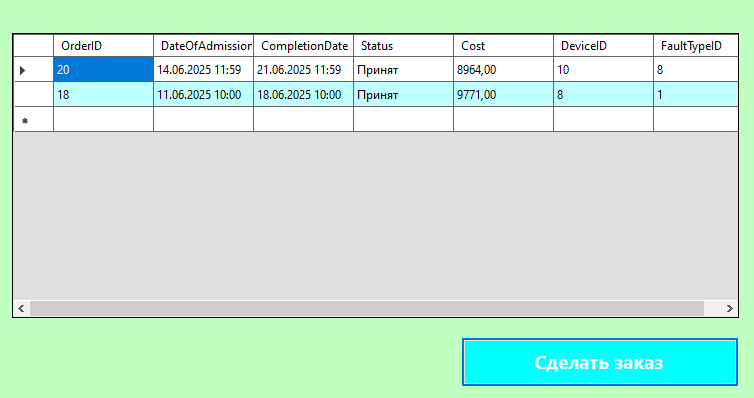 OrderID DateOfAdmission CompletionDate Status Cost DeviceID FaultTypeID
20 14.06.2025 11:59 21.06.2025 11:59 Принят 8964,00 10 8
18 11.06.2025 10:00 18.06.2025 10:00 Принят 9771,00 8 1
Сделать заказ